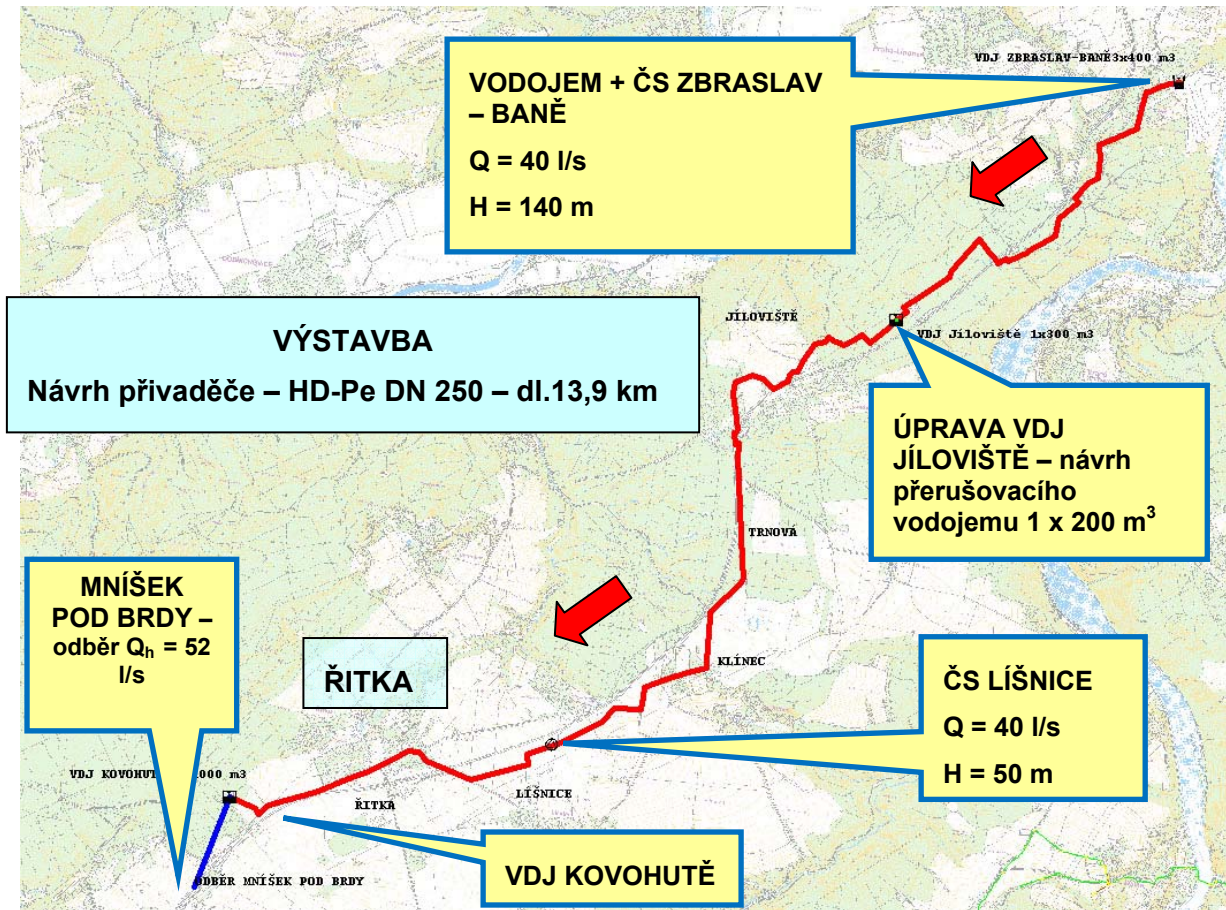 VODOJEM + ČS ZBRASLAV
– BANĚ
Q = 40 l/s
H = 140 m
VDJ ZBRASLAV-BANĚ3x400 m3
JÍLOVIŠTĚ
VDJ Jíloviště 1x300 m3
VÝSTAVBA
Návrh přivaděče – HD-Pe DN 250 – dl.13,9 km
ÚPRAVA VDJ
JÍLOVIŠTĚ – návrh
přerušovacího
vodojemu 1 x 200 m³
TRNOVÁ
MNÍŠEK
POD BRDY –
odběr Qₕ = 52
l/s
ŘITKA
KLÍNEC
ČS LÍŠNICE
Q = 40 l/s
H = 50 m
VDJ KOVOHUT 000 m3
ŘITKA
LÍŠNICE
VDJ KOVOHUTĚ
ODBĚR MNÍŠEK POD BRDY